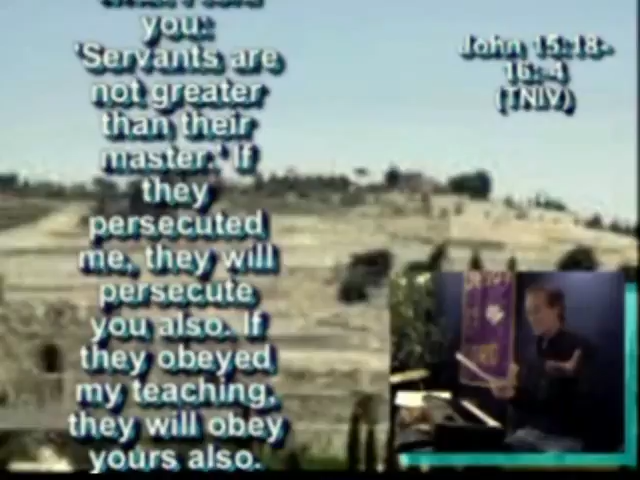 you:
'Servants are
not greater
than their
master.' If
they
persecuted
me, they will
persecute
you also. If
they obeyed
my teaching,
they will obey
yours also.
John 15:18-
16:-4
(TNIV)